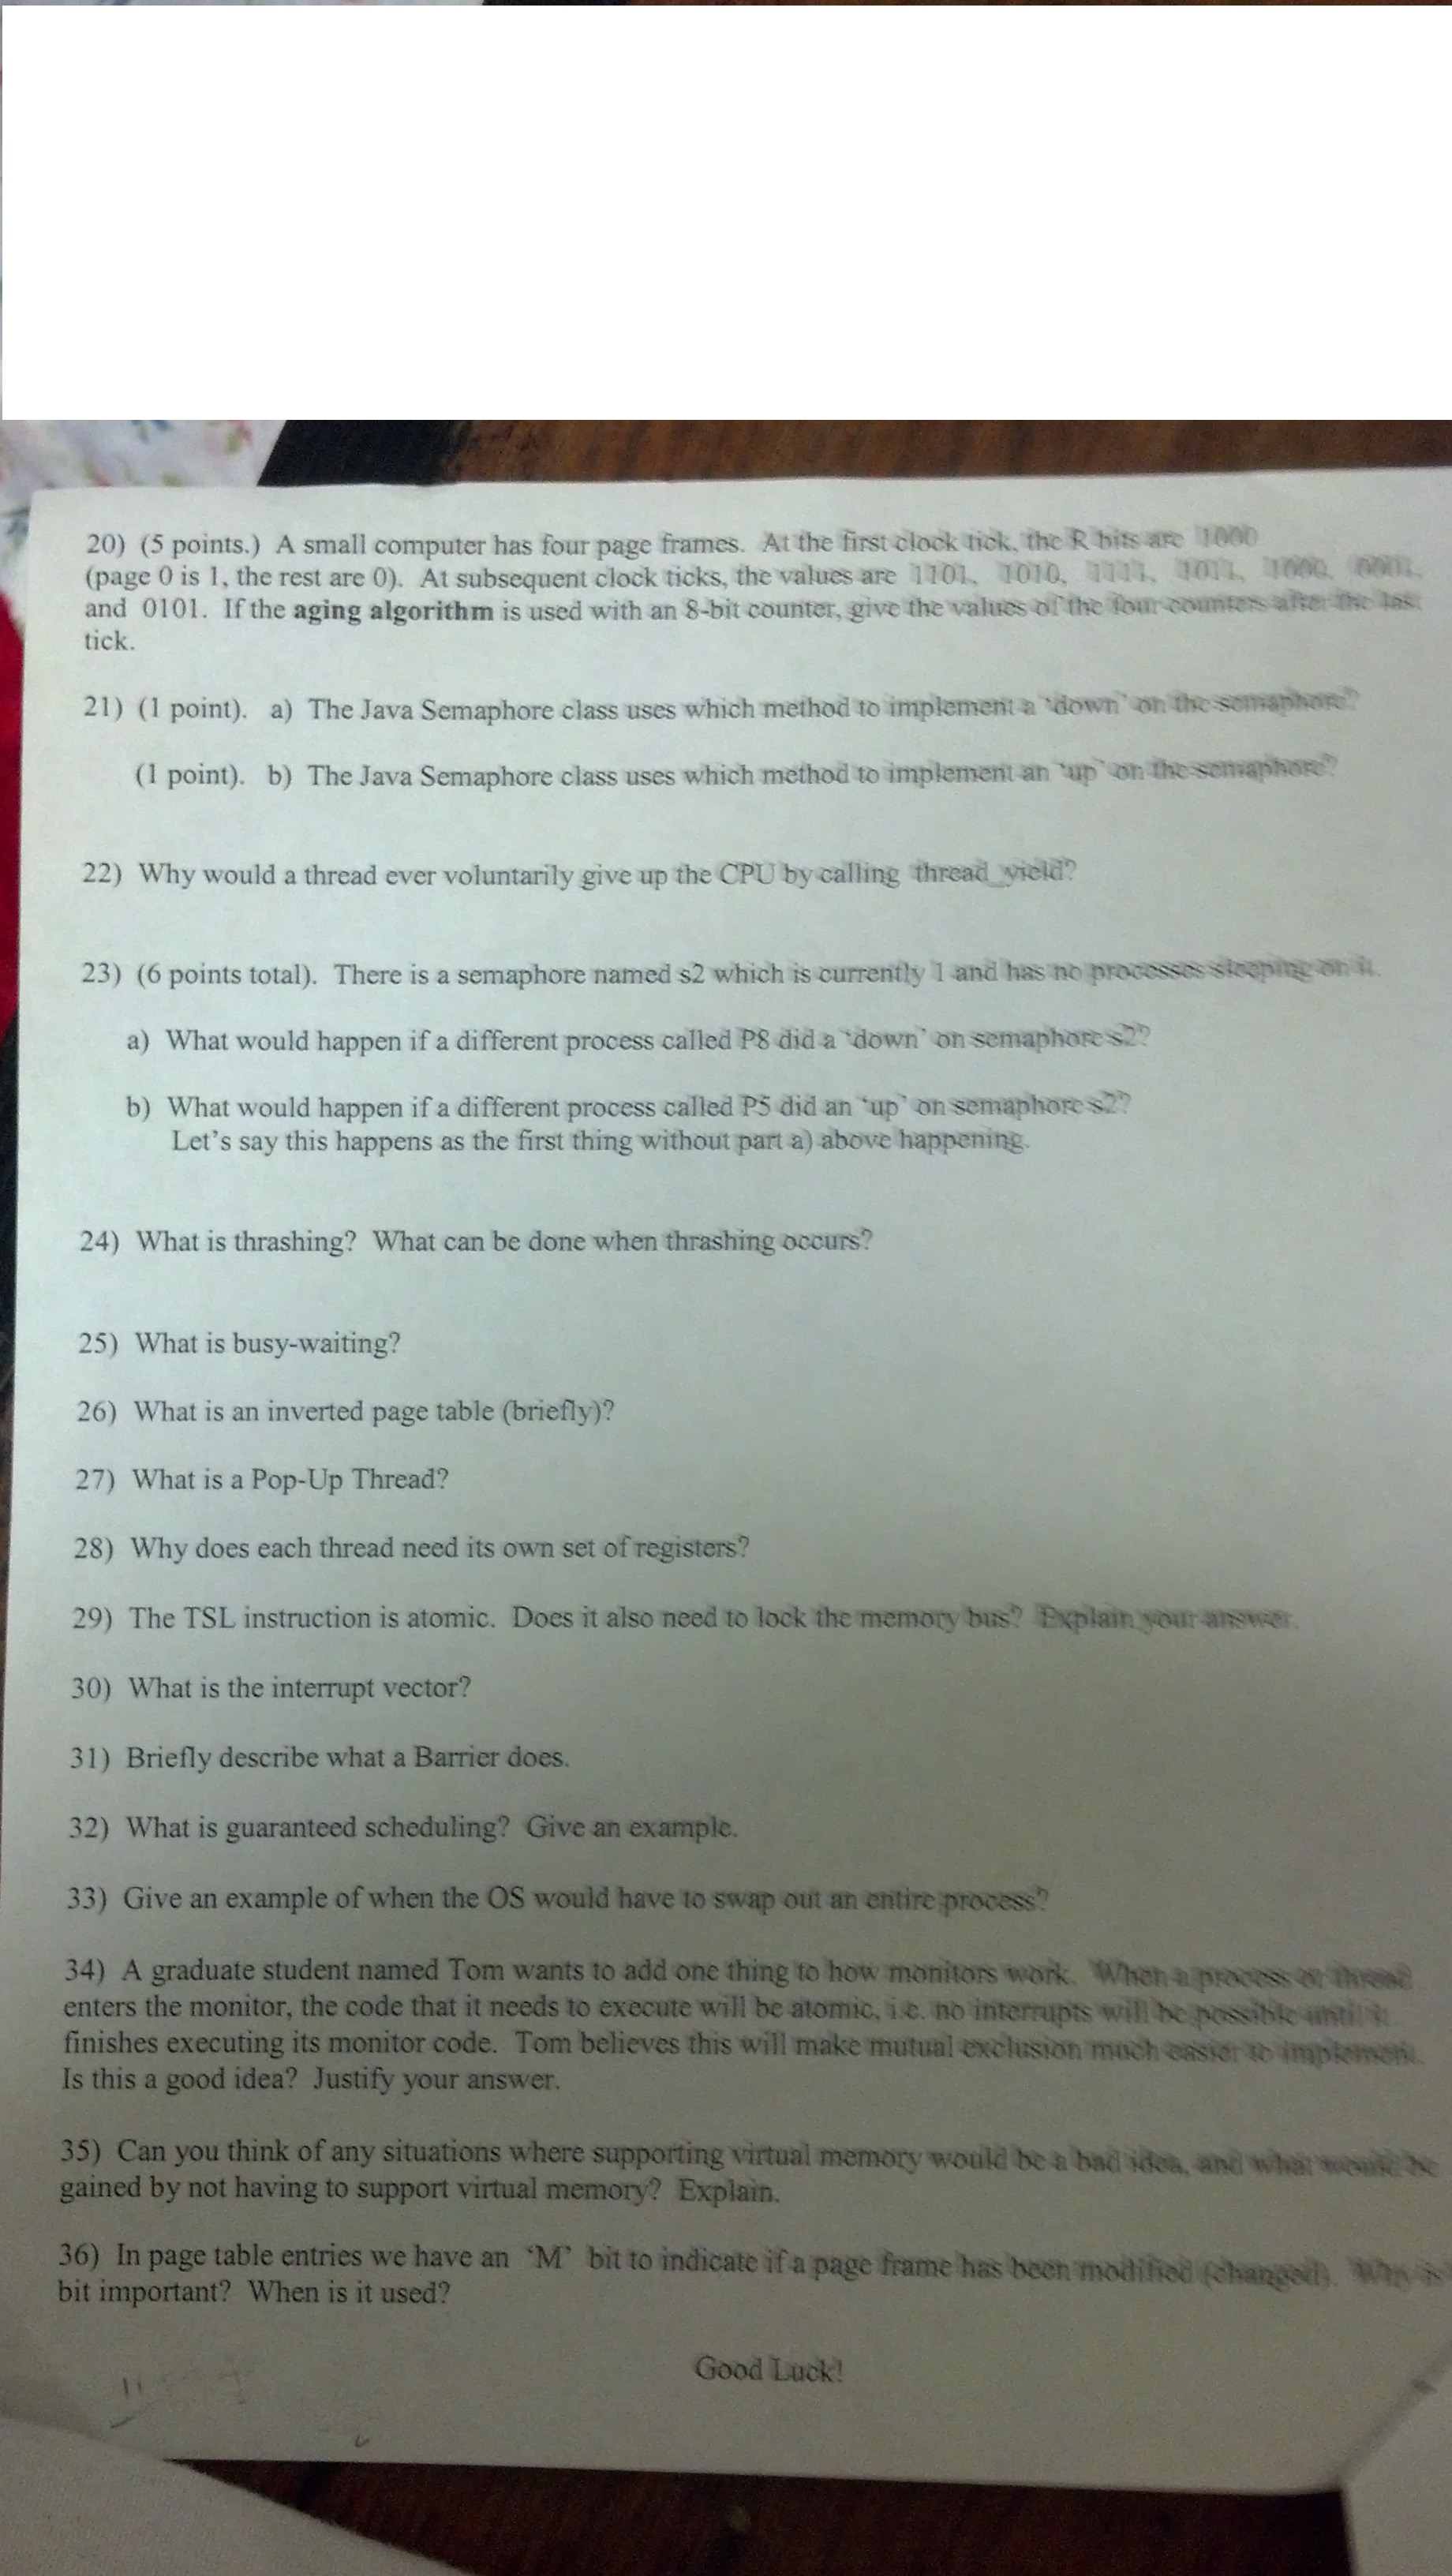 20) (5 points.) A small computer has four page frames. At the first clock tick, the R bits are 1000
(page 0 is 1, the rest are 0). At subsequent clock ticks, the values are 1101, 1010, 1111, 1011, 1000, 0001,
and 0101. If the aging algorithm is used with an 8-bit counter, give the values of the four counters after the
tick.
21) (1 point). a) The Java Semaphore class uses which method to implement a ‘down’ on the semaphore?
(1 point). b) The Java Semaphore class uses which method to implement an ‘up’ on the semaphore?
22) Why would a thread ever voluntarily give up the CPU by calling thread_yield?
23) (6 points total). There is a semaphore named s2 which is currently 1 and has no processes sleeping on it.
a) What would happen if a different process called P8 did a ‘down’ on semaphore s2?
b) What would happen if a different process called P5 did an ‘up’ on semaphore s2?
Let’s say this happens as the first thing without part a) above happening.
24) What is thrashing? What can be done when thrashing occurs?
25) What is busy-waiting?
26) What is an inverted page table (briefly)?
27) What is a Pop-Up Thread?
28) Why does each thread need its own set of registers?
29) The TSL instruction is atomic. Does it also need to lock the memory bus? Explain your answer.
30) What is the interrupt vector?
31) Briefly describe what a Barrier does.
32) What is guaranteed scheduling? Give an example.
33) Give an example of when the OS would have to swap out an entire process?
34) A graduate student named Tom wants to add one thing to how monitors work. When a process or thread
enters the monitor, the code that it needs to execute will be atomic, i.e. no interrupts will be possible until it
finishes executing its monitor code. Tom believes this will make mutual exclusion much easier to implement.
Is this a good idea? Justify your answer.
35) Can you think of any situations where supporting virtual memory would be a bad idea, and what would be
gained by not having to support virtual memory? Explain.
36) In page table entries we have an ‘M’ bit to indicate if a page frame has been modified (changed). Why is
bit important? When is it used?
Good Luck!